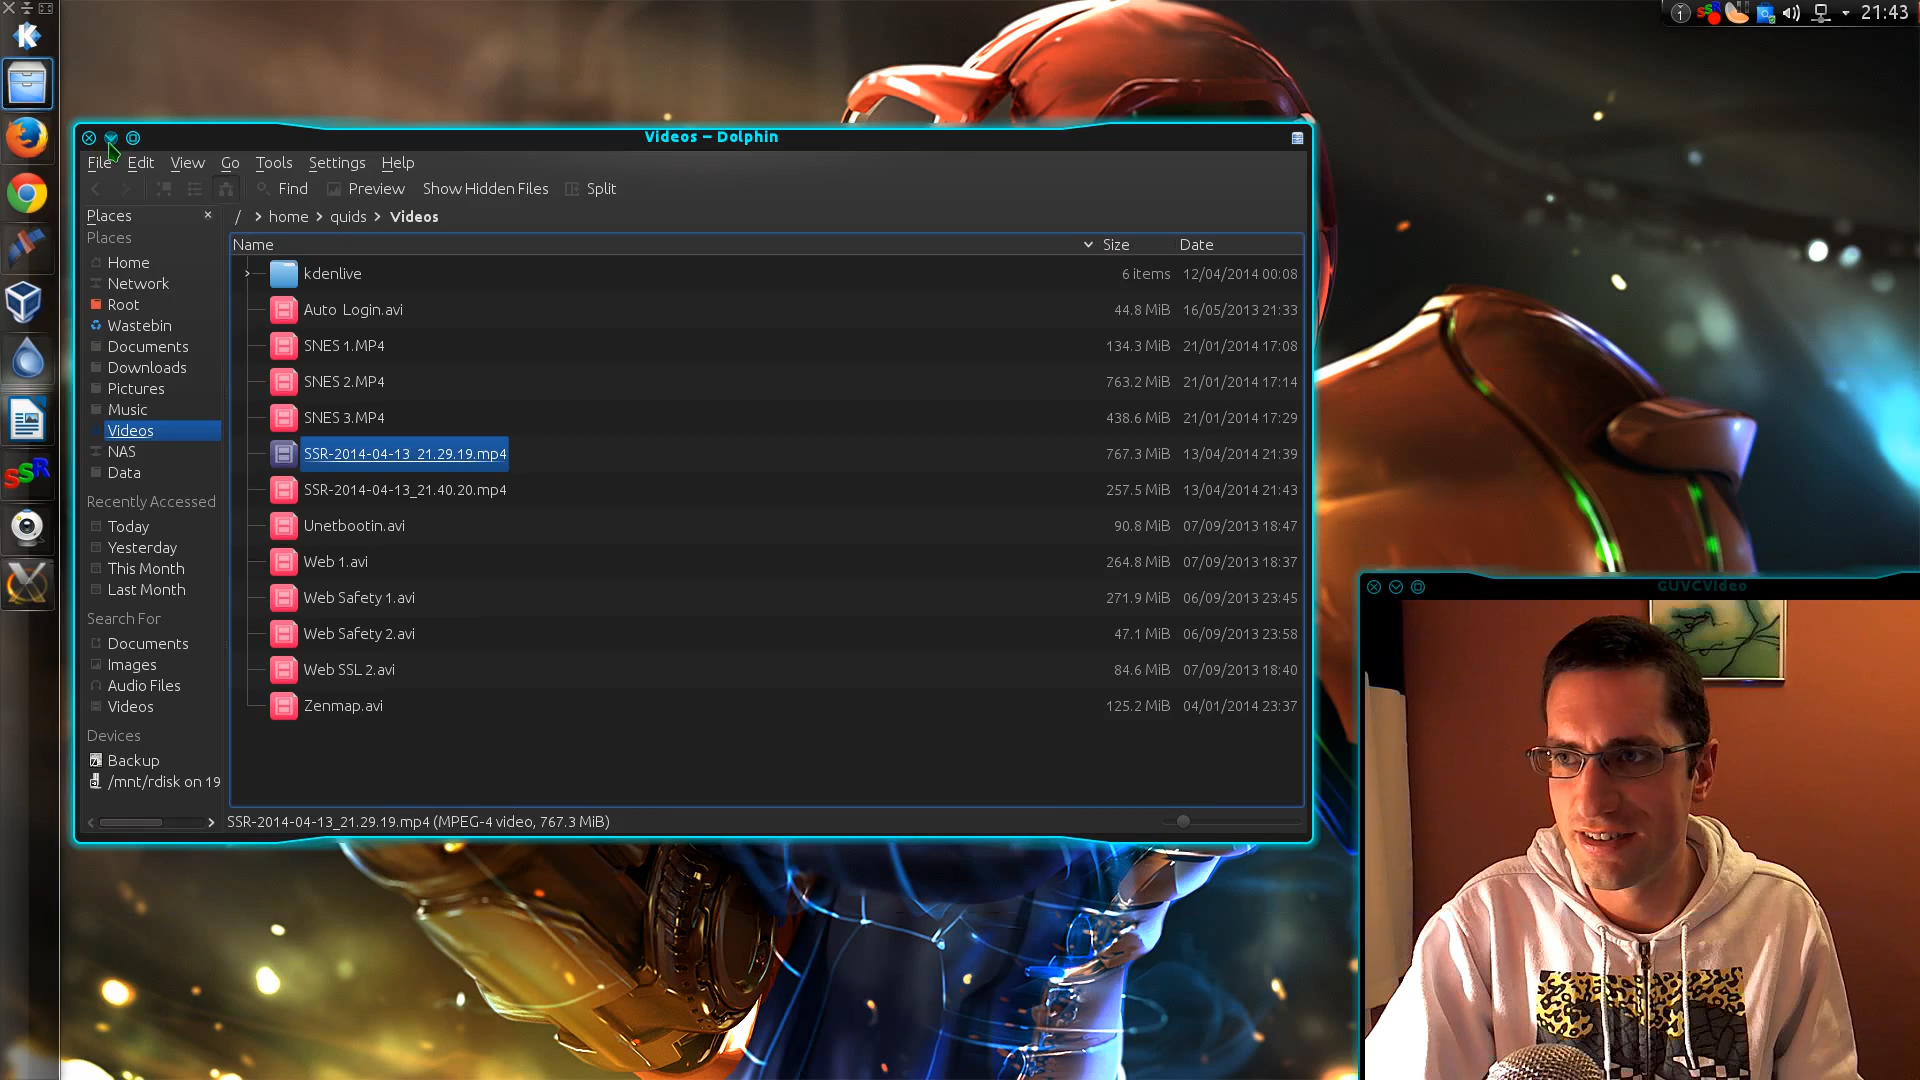 21:43
Videos – Dolphin
File Edit View Go Tools Settings Help
Find Preview Show Hidden Files Split
Places
/ > home > quids > Videos
Places
Name Size Date
Home
Network
Root
Wastebin
Documents
Downloads
Pictures
Music
Videos
NAS
Data
Recently Accessed
Today
Yesterday
This Month
Last Month
Search For
Documents
Images
Audio Files
Videos
Devices
Backup
/mnt/rdisk on 19
kdenlive 6 items 12/04/2014 00:08
Auto Login.avi 44.8 MiB 16/05/2013 21:33
SNES 1.MP4 134.3 MiB 21/01/2014 17:08
SNES 2.MP4 763.2 MiB 21/01/2014 17:14
SNES 3.MP4 438.6 MiB 21/01/2014 17:29
SSR-2014-04-13_21.29.19.mp4 767.3 MiB 13/04/2014 21:39
SSR-2014-04-13_21.40.20.mp4 257.5 MiB 13/04/2014 21:43
Unetbootin.avi 90.8 MiB 07/09/2013 18:47
Web 1.avi 264.8 MiB 07/09/2013 18:37
Web Safety 1.avi 271.9 MiB 06/09/2013 23:45
Web Safety 2.avi 47.1 MiB 06/09/2013 23:58
Web SSL 2.avi 84.6 MiB 07/09/2013 18:40
Zenmap.avi 125.2 MiB 04/01/2014 23:37
SSR-2014-04-13_21.29.19.mp4 (MPEG-4 video, 767.3 MiB)
GUVCVideo
SSR